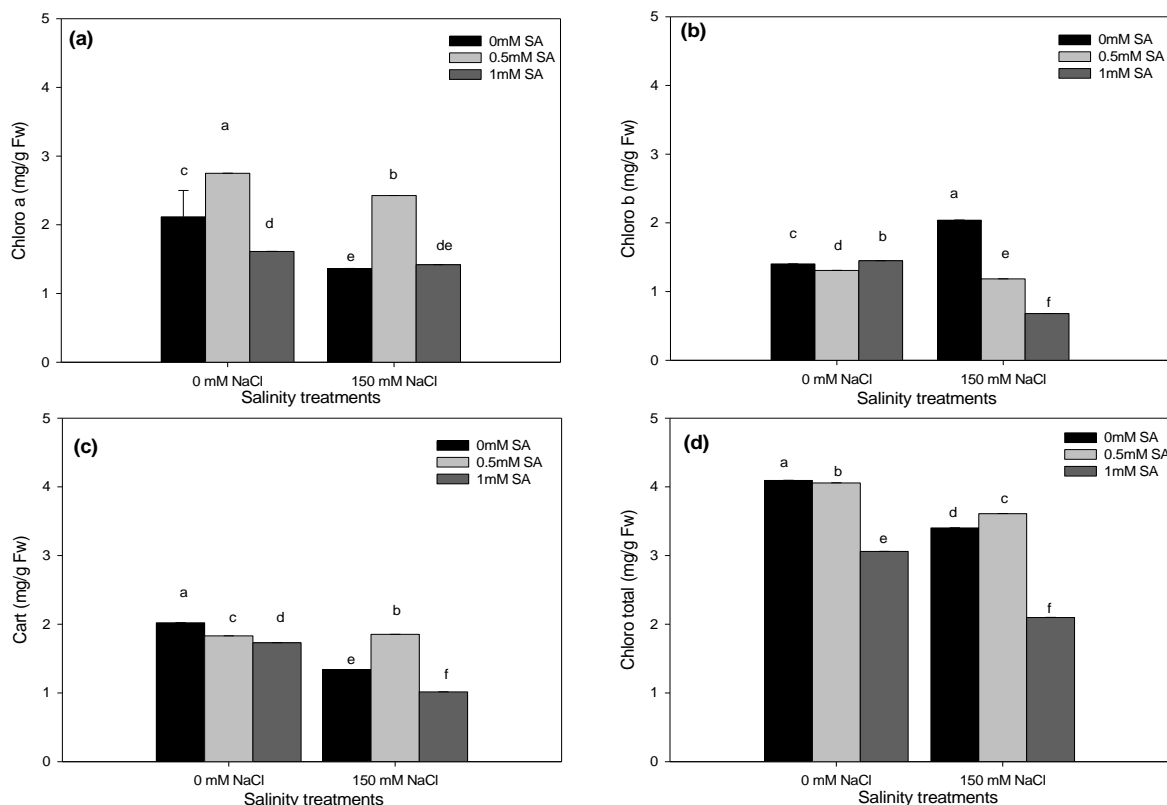 (a)
0mM SA
0.5mM SA
1mM SA
Chloro a (mg/g Fw)
5
4
3
2
1
0
c
a
d
e
b
de
0 mM NaCl
150 mM NaCl
Salinity treatments
(b)
0mM SA
0.5mM SA
1mM SA
Chloro b (mg/g Fw)
5
4
3
2
1
0
c
d
b
a
e
f
0 mM NaCl
150 mM NaCl
Salinity treatments
(c)
0mM SA
0.5mM SA
1mM SA
Cart (mg/g Fw)
5
4
3
2
1
0
a
c
d
e
b
f
0 mM NaCl
150 mM NaCl
Salinity treatments
(d)
0mM SA
0.5mM SA
1mM SA
Chloro total (mg/g Fw)
5
4
3
2
1
0
a
b
e
d
c
f
0 mM NaCl
150 mM NaCl
Salinity treatments